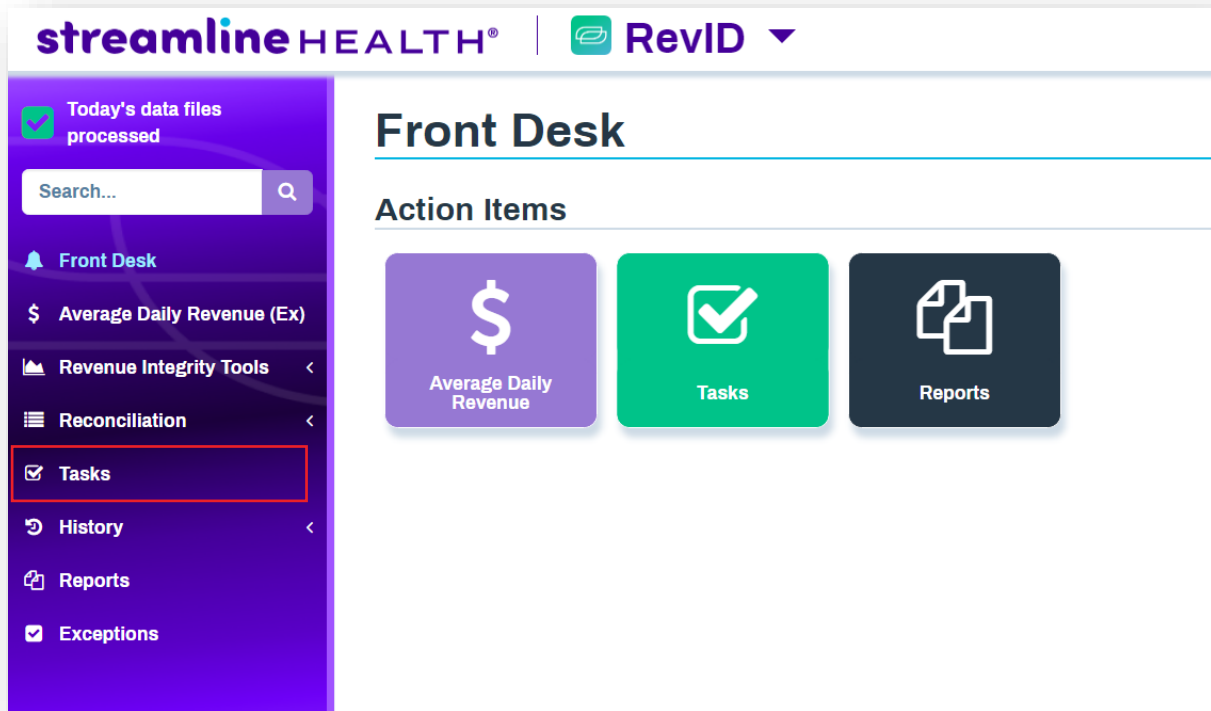 streamline HEALTH® RevID
Today's data files
processed
Search...
Front Desk
Average Daily Revenue (Ex)
Revenue Integrity Tools
Reconciliation
Tasks
History
Reports
Exceptions
Front Desk
Action Items
Average Daily
Revenue
Tasks
Reports